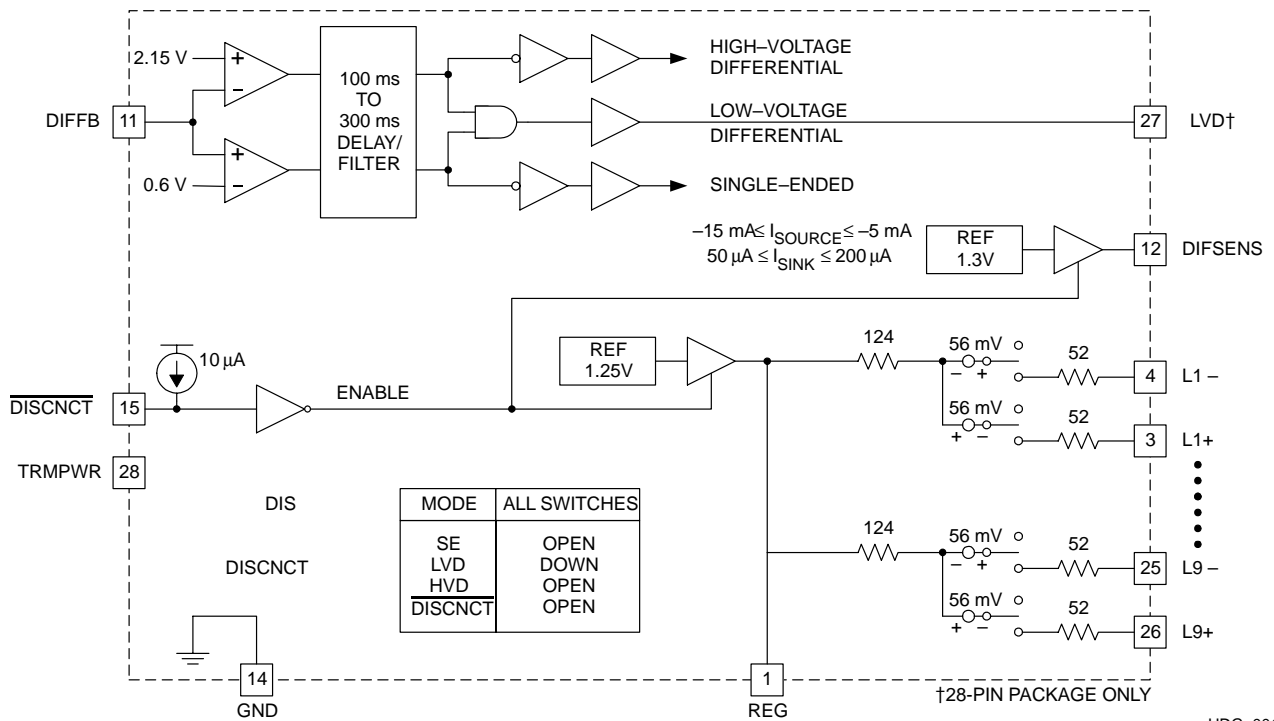 2.15 V
+
−
DIFFB
11
+
−
0.6 V
100 ms
TO
300 ms
DELAY/
FILTER
HIGH–VOLTAGE
DIFFERENTIAL
LOW–VOLTAGE
DIFFERENTIAL
27
LVD†
SINGLE–ENDED
–15 mA≤ ISOURCE ≤ –5 mA
50 µA ≤ ISINK ≤ 200 µA
REF
1.3V
12
DIFSENS
10 µA
DISCNCT
15
ENABLE
REF
1.25V
124
56 mV
− +
52
4
L1 –
56 mV
+ −
52
3
L1+
TRMPWR
28
DIS
DISCNCT
MODE ALL SWITCHES
SE OPEN
LVD DOWN
HVD OPEN
DISCNCT OPEN
124
56 mV
− +
52
25
L9 –
56 mV
+ −
52
26
L9+
14
GND
1
REG
†28-PIN PACKAGE ONLY